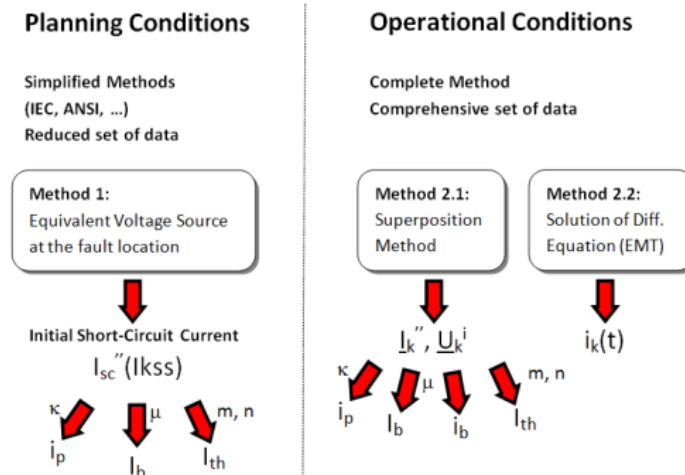 Planning Conditions
Simplified Methods
(IEC, ANSI, ...)
Reduced set of data
Method 1:
Equivalent Voltage Source
at the fault location
Initial Short-Circuit Current
Isc″(Ikss)
κ
μ
m, n
ip
Ib
Ith
Operational Conditions
Complete Method
Comprehensive set of data
Method 2.1:
Superposition
Method
Method 2.2:
Solution of Diff.
Equation (EMT)
Ik″, Uki
ik(t)
κ
μ
m, n
ip
Ib
ib
Ith